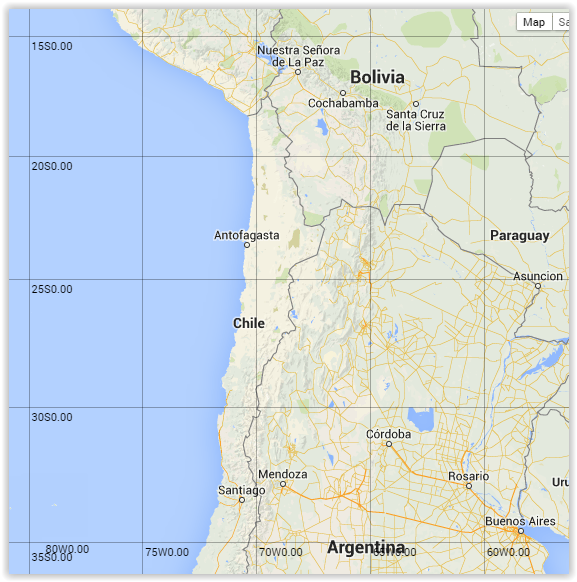 Map
Sa
15S0.00
Nuestra Señora
de La Paz
Bolivia
Cochabamba
Santa Cruz
de la Sierra
20S0.00
Antofagasta
Paraguay
Asuncion
25S0.00
Chile
30S0.00
Córdoba
Mendoza
Rosario
Santiago
Uru
Buenos Aires
Argentina
80W0.00
75W0.00
70W0.00
65W0.00
60W0.00
35S0.00